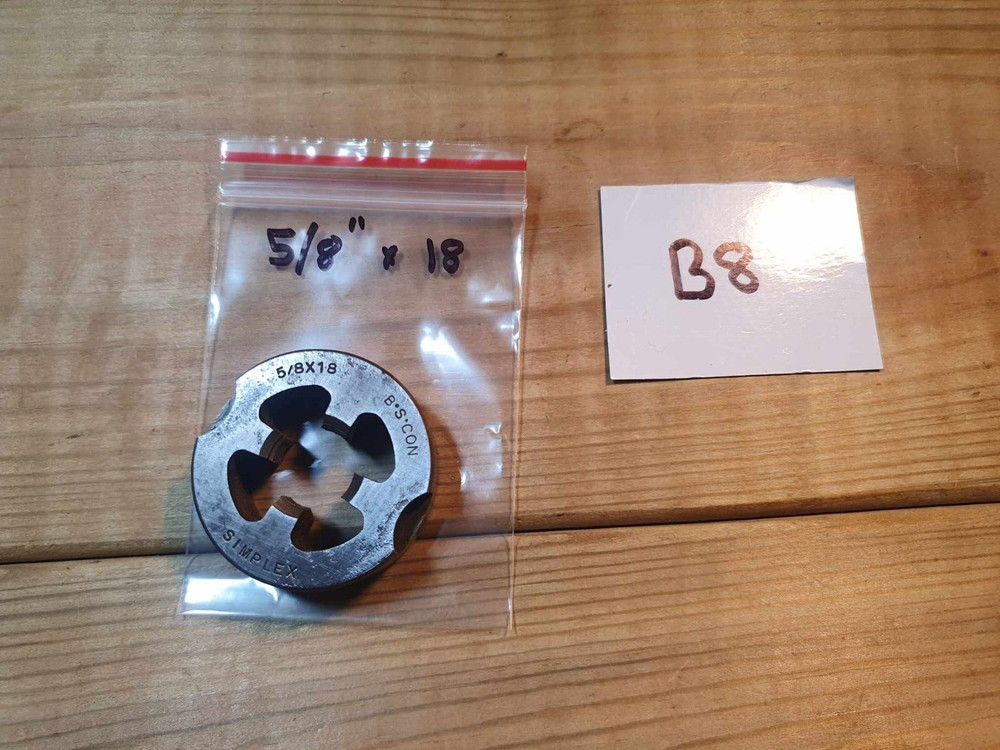 5/8" x 18
B8
5/8X18
B·S·CON
SIMPLEX